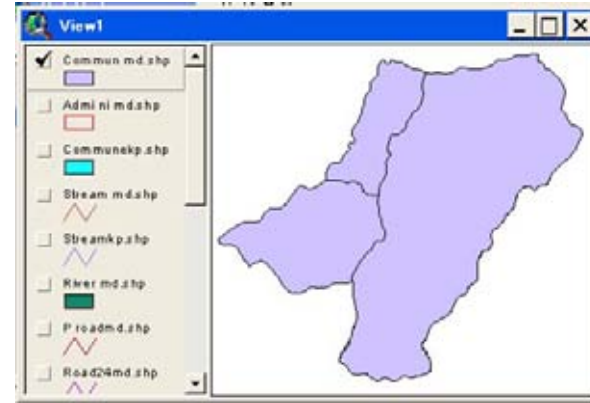 View1
Commun md.shp
Admi ni md.shp
Communekp.shp
Stream md.shp
Streamkp.shp
River md.shp
P roadmd.shp
Road24md.shp